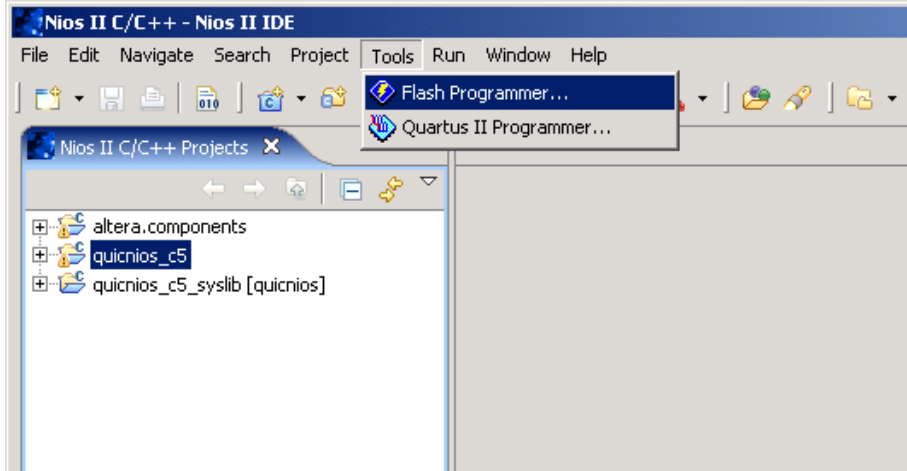 Nios II C/C++ - Nios II IDE
File Edit Navigate Search Project Tools Run Window Help
010
Flash Programmer...
Quartus II Programmer...
Nios II C/C++ Projects
altera.components
quicnios_c5
quicnios_c5_syslib [quicnios]